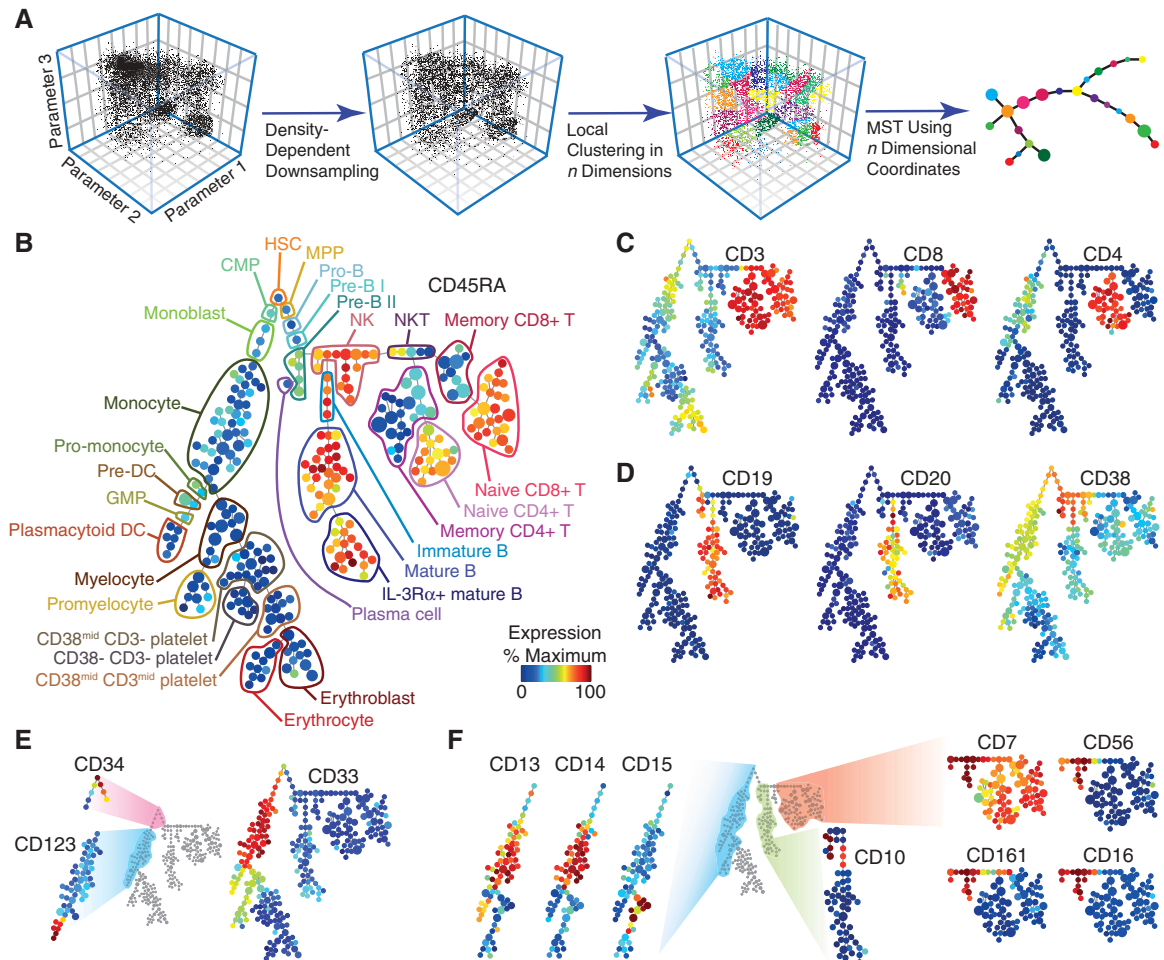 A
Parameter 3
Parameter 2
Parameter 1
Density-
Dependent
Downsampling
Local
Clustering in
n Dimensions
MST Using
n Dimensional
Coordinates
B
HSC
MPP
CMP
Pro-B
Pre-B I
Pre-B II
CD45RA
Monoblast
NK
NKT
Memory CD8+ T
Monocyte
Pro-monocyte
Pre-DC
GMP
Plasmacytoid DC
Naive CD8+ T
Naive CD4+ T
Memory CD4+ T
Immature B
Myelocyte
Mature B
Promyelocyte
IL-3Rα+ mature B
Plasma cell
CD38mid CD3- platelet
CD38- CD3- platelet
CD38mid CD3mid platelet
Expression
% Maximum
0 100
Erythroblast
Erythrocyte
C
CD3
CD8
CD4
D
CD19
CD20
CD38
E
CD34
CD33
CD123
F
CD13
CD14
CD15
CD7
CD56
CD10
CD161
CD16